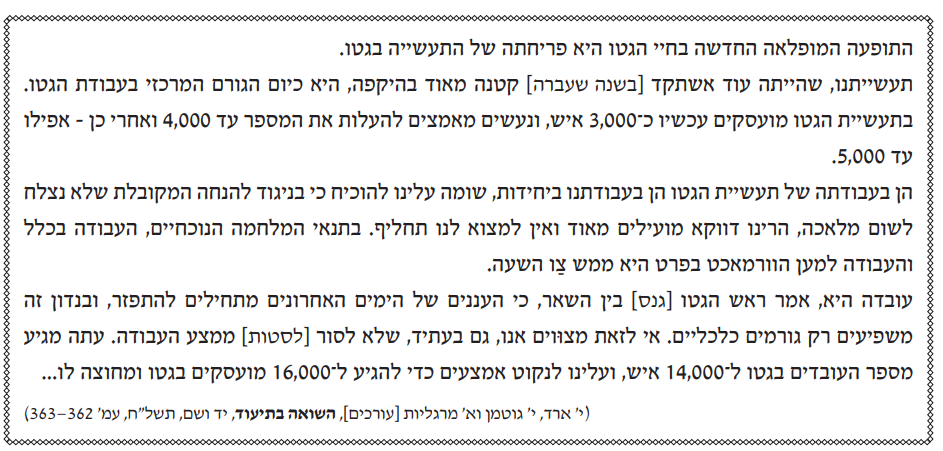 התופעה המופלאה החדשה בחיי הגטו היא פריחתה של התעשייה בגטו.
תעשייתנו, שהייתה עוד אשתקד [בשנה שעברה] קטנה מאוד בהיקפה, היא כיום הגורם המרכזי בעבודת הגטו.
בתעשיית הגטו מועסקים עכשיו כ־3,000 איש, ונעשים מאמצים להעלות את המספר עד 4,000 ואחרי כן - אפילו
עד 5,000.
הן בעבודתה של תעשיית הגטו הן בעבודתנו ביחידות, שומה עלינו להוכיח כי בניגוד להנחה המקובלת שלא נצלח
לשום מלאכה, הרינו דווקא מועילים מאוד ואין למצוא לנו תחליף. בתנאי המלחמה הנוכחיים, העבודה בכלל
והעבודה למען הוורמאכט בפרט היא ממש צַו השעה.
עובדה היא, אמר ראש הגטו [גנס] בין השאר, כי העננים של הימים האחרונים מתחילים להתפזר, ובנדון זה
משפיעים רק גורמים כלכליים. אי לזאת מצוּוים אנו, גם בעתיד, שלא לסור [לסטות] ממצע העבודה. עתה מגיע
מספר העובדים בגטו ל־14,000 איש, ועלינו לנקוט אמצעים כדי להגיע ל־16,000 מועסקים בגטו ומחוצה לו...
(י' ארד, י' גוטמן וא' מרגליות [עורכים], השואה בתיעוד, יד ושם, תשל"ח, עמ' 362–363)